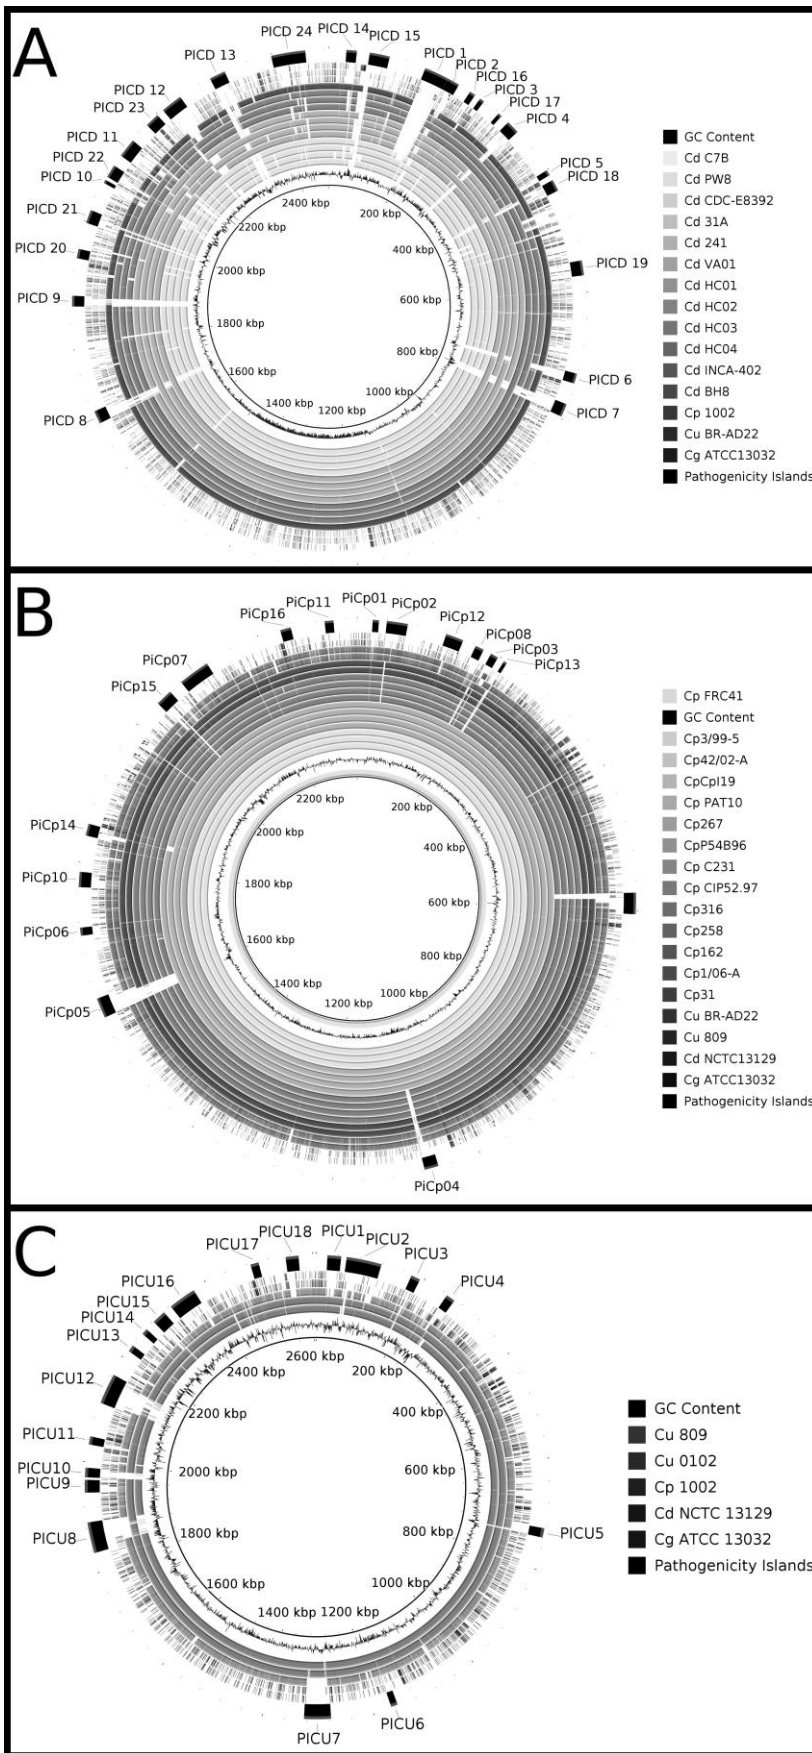 A
PICD 24
PICD 14
PICD 15
PICD 13
PICD 1
PICD 2
PICD 16
PICD 3
PICD 17
PICD 4
PICD 12
PICD 23
PICD 11
PICD 22
PICD 10
PICD 5
PICD 18
PICD 21
PICD 20
PICD 19
PICD 9
PICD 6
PICD 7
PICD 8
2400 kbp
200 kbp
2200 kbp
400 kbp
2000 kbp
600 kbp
1800 kbp
800 kbp
1600 kbp
1000 kbp
1400 kbp
1200 kbp
GC Content
Cd C7B
Cd PW8
Cd CDC-E8392
Cd 31A
Cd 241
Cd VA01
Cd HC01
Cd HC02
Cd HC03
Cd HC04
Cd INCA-402
Cd BH8
Cp 1002
Cu BR-AD22
Cg ATCC13032
Pathogenicity Islands
B
PiCp11
PiCp01
PiCp02
PiCp16
PiCp12
PiCp08
PiCp03
PiCp13
PiCp07
PiCp15
PiCp14
PiCp10
PiCp06
PiCp05
PiCp04
2200 kbp
200 kbp
2000 kbp
400 kbp
1800 kbp
600 kbp
1600 kbp
800 kbp
1400 kbp
1000 kbp
1200 kbp
Cp FRC41
GC Content
Cp3/99-5
Cp42/02-A
CpCpI19
Cp PAT10
Cp267
CpP54B96
Cp C231
Cp CIP52.97
Cp316
Cp258
Cp162
Cp1/06-A
Cp31
Cu BR-AD22
Cu 809
Cd NCTC13129
Cg ATCC13032
Pathogenicity Islands
C
PICU18
PICU1
PICU2
PICU17
PICU3
PICU4
PICU16
PICU15
PICU14
PICU13
PICU12
PICU11
PICU10
PICU9
PICU8
PICU5
PICU6
PICU7
2600 kbp
2400 kbp
200 kbp
2200 kbp
400 kbp
2000 kbp
600 kbp
1800 kbp
800 kbp
1600 kbp
1000 kbp
1400 kbp
1200 kbp
GC Content
Cu 809
Cu 0102
Cp 1002
Cd NCTC 13129
Cg ATCC 13032
Pathogenicity Islands